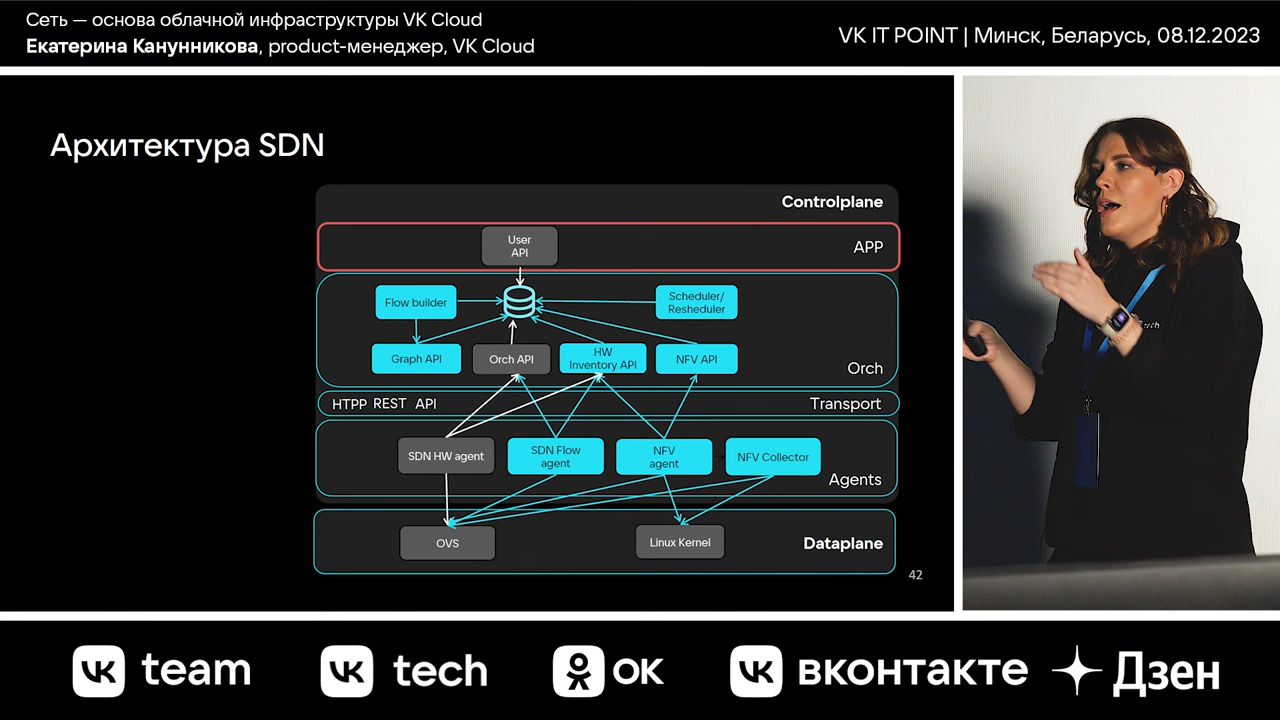 Сеть — основа облачной инфраструктуры VK Cloud
Екатерина Канунникова, product-менеджер, VK Cloud
VK IT POINT | Минск, Беларусь, 08.12.2023
Архитектура SDN
Controlplane
User
API
APP
Flow builder
Scheduler/
Resheduler
Graph API
Orch API
HW
Inventory API
NFV API
Orch
HTPP REST API
Transport
SDN HW agent
SDN Flow
agent
NFV
agent
NFV Collector
Agents
OVS
Linux Kernel
Dataplane
42
team
tech
ОК
ВКОНТАКТЕ
Дзен